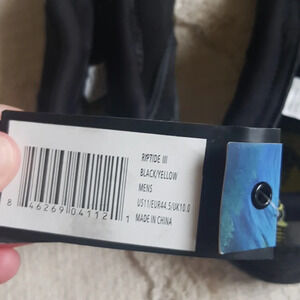 RIPTIDE III
BLACK/YELLOW
MENS
US11/EUR44.5/UK10.0
MADE IN CHINA
8 46269 04112 1